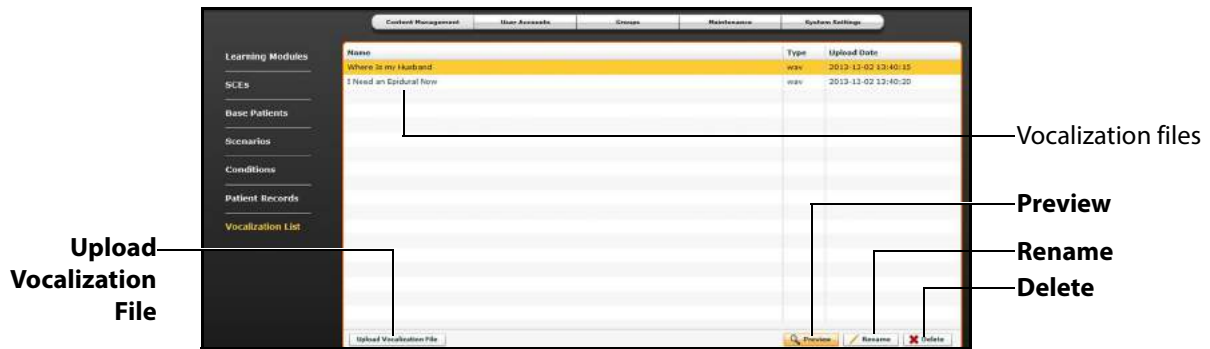 Content Management User Accounts Groups Maintenance System Settings
Learning Modules
SCEs
Base Patients
Scenarios
Conditions
Patient Records
Vocalization List
Name Type Upload Date
Where Is my Husband wav 2013-12-02 13:40:15
I Need an Epidural Now wav 2013-12-02 13:40:20
Upload Vocalization File Preview Rename Delete
Vocalization files
Preview
Rename
Delete
Upload
Vocalization
File